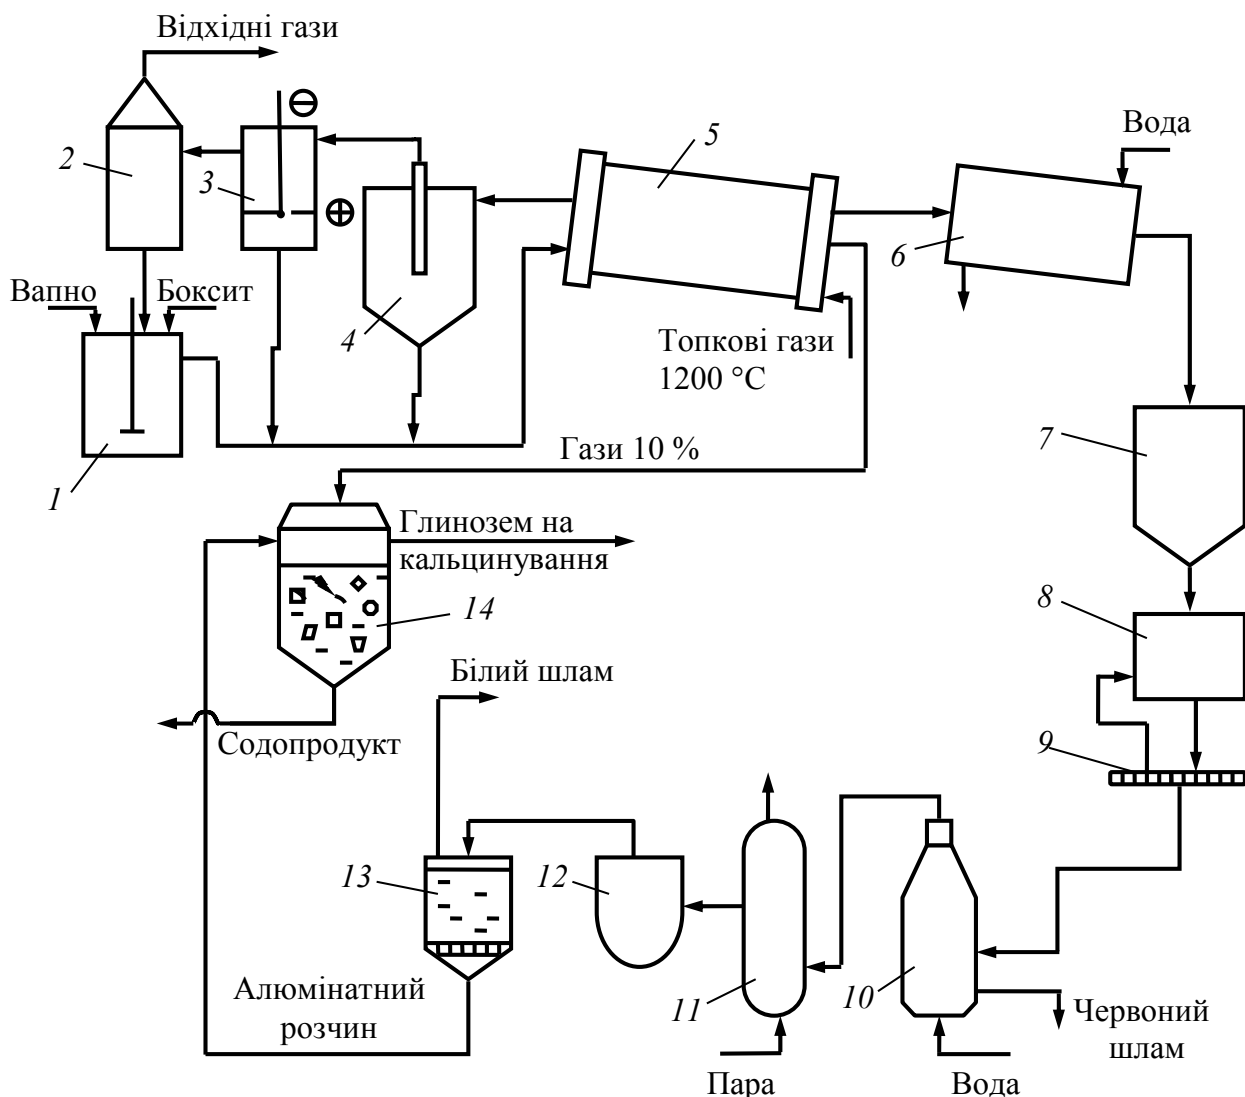 Відхідні гази
Вода
5
2
3
6
Вапно
Боксит
4
Топкові гази
1200 °C
7
Гази 10 %
1
Глинозем на
кальцинування
14
8
Білий шлам
Содопродукт
9
13
12
Алюмінатний
розчин
11
10
Червоний
шлам
Пара
Вода